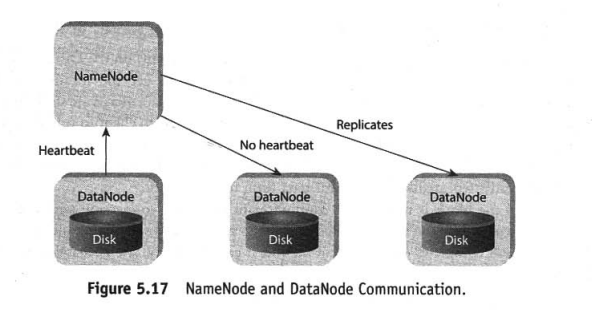 NameNode
Replicates
No heartbeat
Heartbeat
DataNode
DataNode
DataNode
Disk
Disk
Disk
Figure 5.17 NameNode and DataNode Communication.